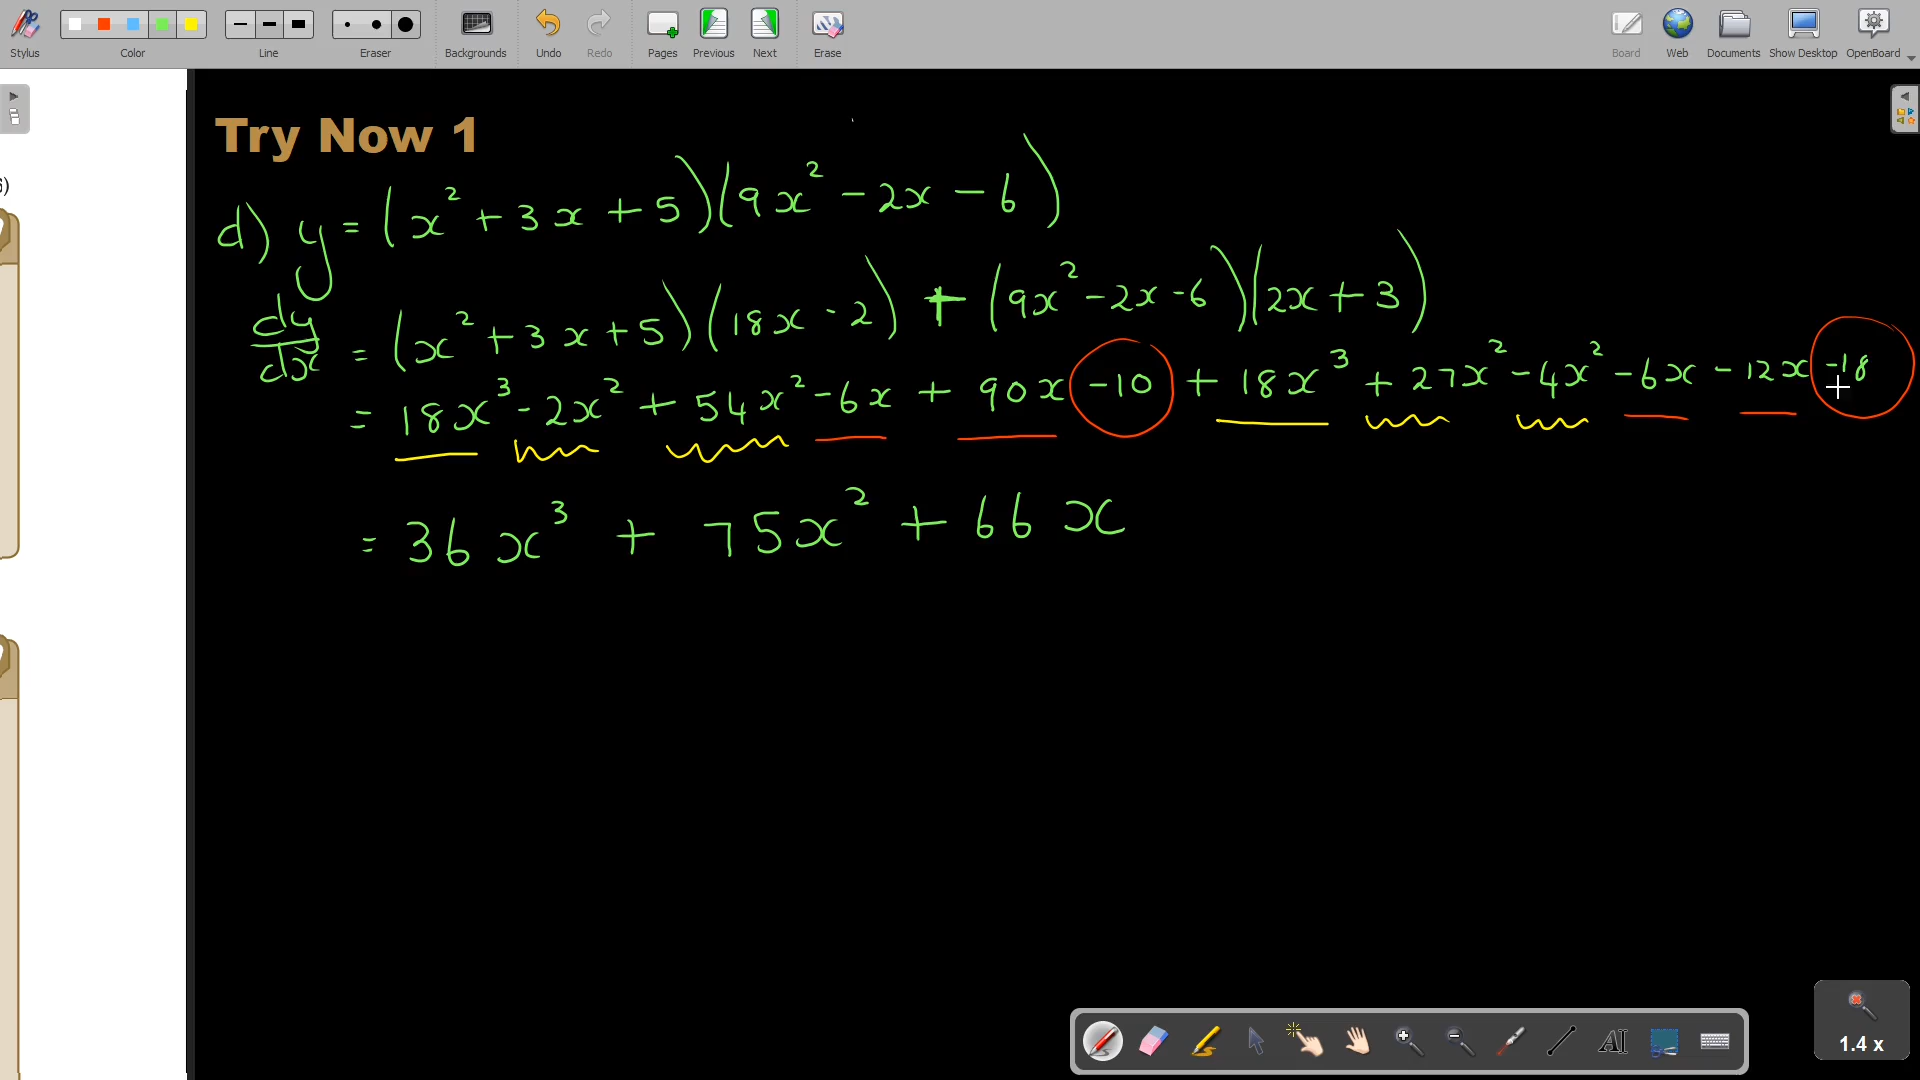 Stylus Color Line Eraser Backgrounds Undo Redo Pages Previous Next Erase Board Web Documents Show Desktop OpenBoard
Try Now 1
d) y = (x² + 3x + 5)(9x² - 2x - 6)
dy/dx = (x² + 3x + 5)(18x - 2) + (9x² - 2x - 6)(2x + 3)
= 18x³ - 2x² + 54x² - 6x + 90x - 10 + 18x³ + 27x² - 4x² - 6x - 12x - 18
= 36x³ + 75x² + 66x
1.4 x